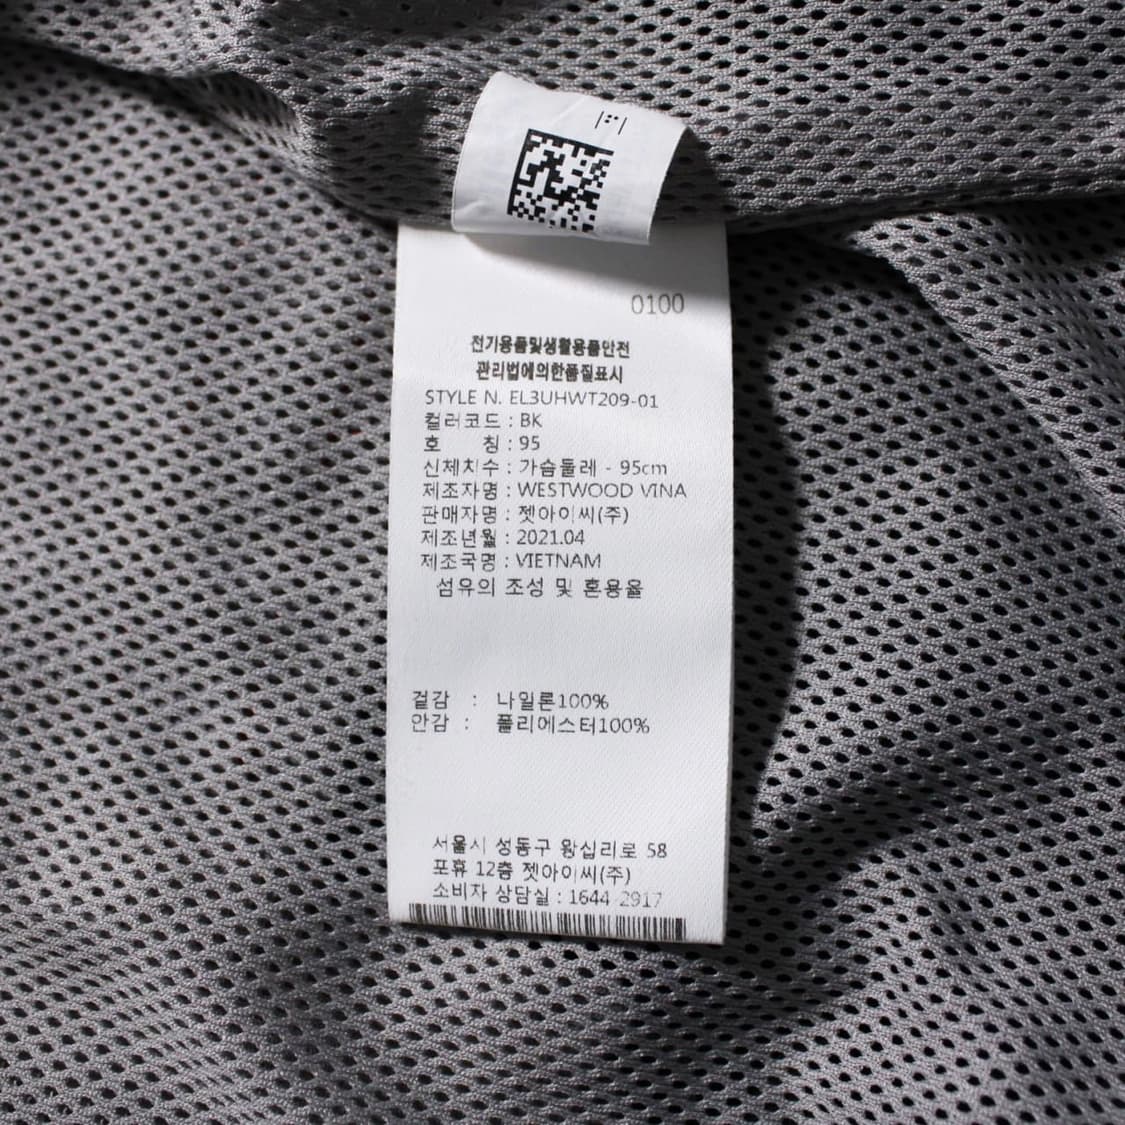 0100
전기용품및생활용품안전
관리법에의한품질표시
STYLE N. EL3UHWT209-01
컬러코드 : BK
호 칭 : 95
신체치수 : 가슴둘레 - 95cm
제조자명 : WESTWOOD VINA
판매자명 : 젯아이씨(주)
제조년월 : 2021.04
제조국명 : VIETNAM
섬유의 조성 및 혼용율
겉감 : 나일론100%
안감 : 폴리에스터100%
서울시 성동구 왕십리로 58
포휴 12층 젯아이씨(주)
소비자 상담실 : 1644-2917